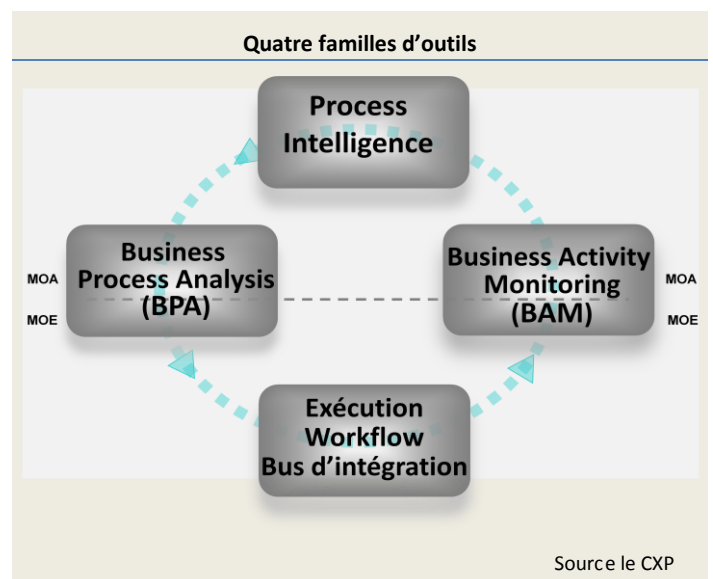 Quatre familles d'outils
Process
Intelligence
Business
Process Analysis
(BPA)
Business Activity
Monitoring
(BAM)
MOA
MOA
MOE
MOE
Exécution
Workflow
Bus d'intégration
Source le CXP